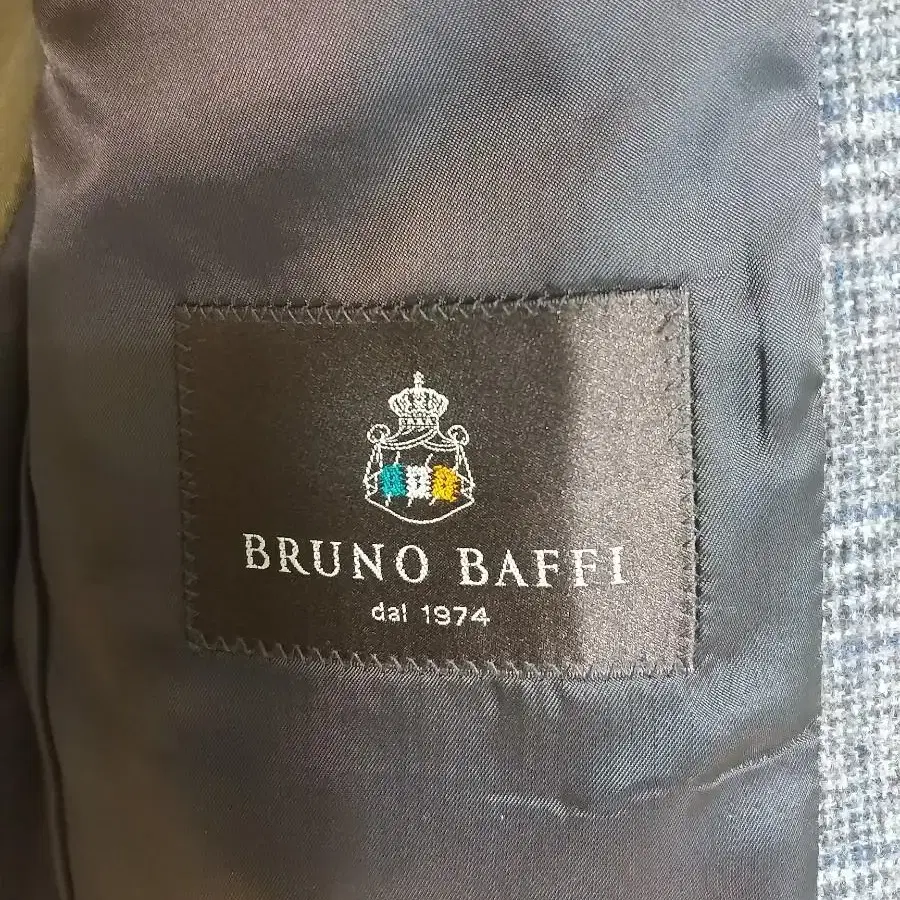 BRUNO BAFFI
dal 1974